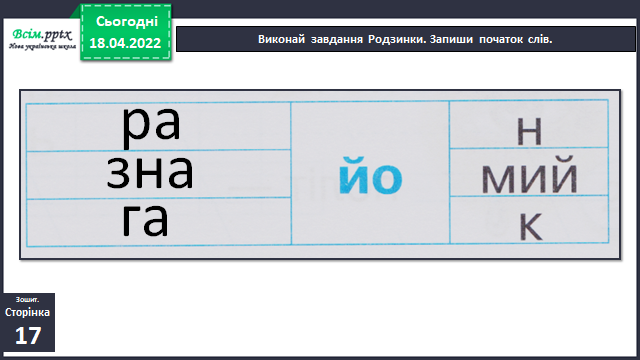 Всім.pptx
Нова українська школа
Сьогодні
18.04.2022
Виконай завдання Родзинки. Запиши початок слів.
ра
н
зна
йо
мий
га
к
Зошит.
Сторінка
17